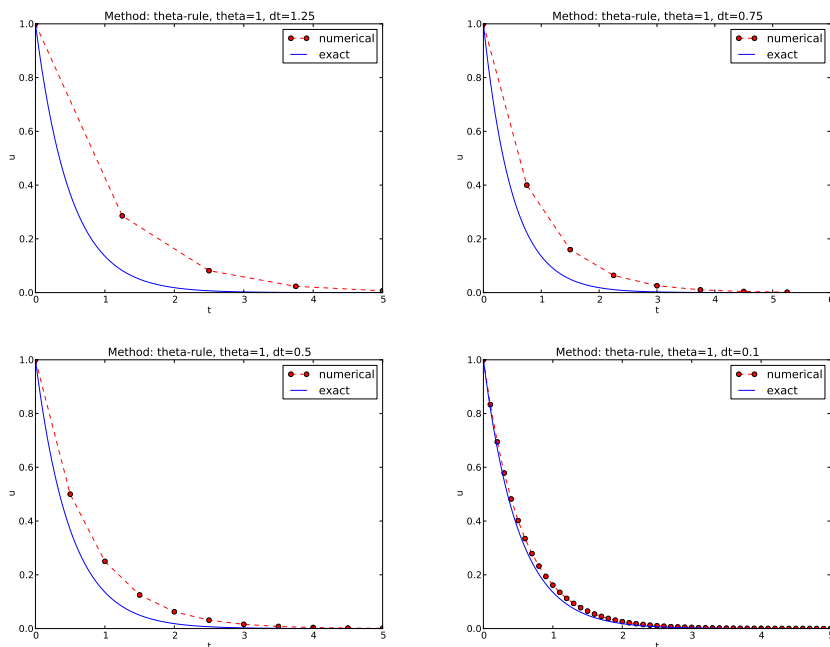 Method: theta-rule, theta=1, dt=1.25
numerical
exact
1.0
0.8
0.6
0.4
0.2
0.0
u
0 1 2 3 4 5
t
Method: theta-rule, theta=1, dt=0.75
numerical
exact
1.0
0.8
0.6
0.4
0.2
0.0
u
0 1 2 3 4 5 6
t
Method: theta-rule, theta=1, dt=0.5
numerical
exact
1.0
0.8
0.6
0.4
0.2
0.0
u
0 1 2 3 4 5
t
Method: theta-rule, theta=1, dt=0.1
numerical
exact
1.0
0.8
0.6
0.4
0.2
0.0
u
0 1 2 3 4 5
t